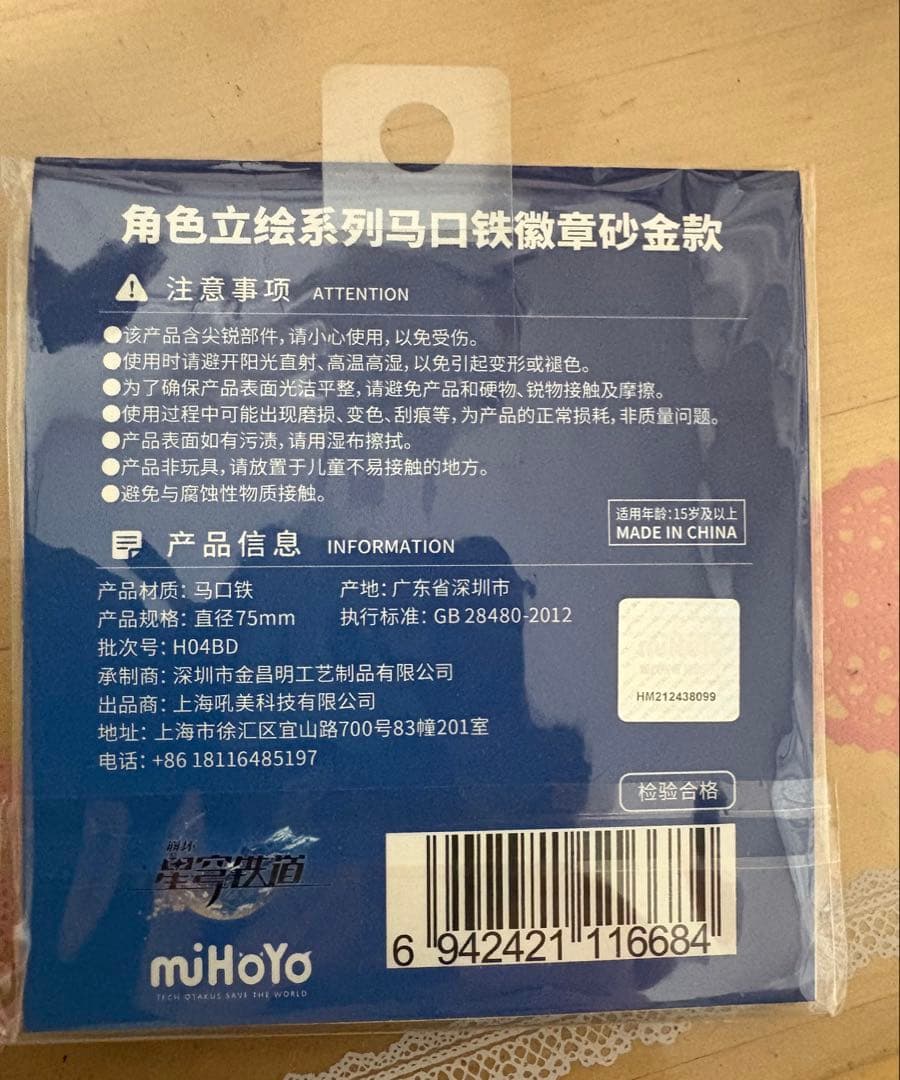 角色立绘系列马口铁徽章砂金款
注意事项 ATTENTION
●该产品含尖锐部件,请小心使用,以免受伤。
●使用时请避开阳光直射、高温高湿,以免引起变形或褪色。
●为了确保产品表面光洁平整,请避免产品和硬物、锐物接触及摩擦。
●使用过程中可能出现磨损、变色、刮痕等,为产品的正常损耗,非质量问题。
●产品表面如有污渍,请用湿布擦拭。
●产品非玩具,请放置于儿童不易接触的地方。
●避免与腐蚀性物质接触。
适用年龄:15岁及以上
MADE IN CHINA
产品信息 INFORMATION
产品材质: 马口铁 产地: 广东省深圳市
产品规格: 直径75mm 执行标准: GB 28480-2012
批次号: H04BD
承制商: 深圳市金昌明工艺制品有限公司
出品商: 上海吼美科技有限公司
地址: 上海市徐汇区宜山路700号83幢201室
电话: +86 18116485197
HM212438099
检验合格
崩坏
星穹铁道
miHoYo
TECH OTAKUS SAVE THE WORLD
6 942421 116684